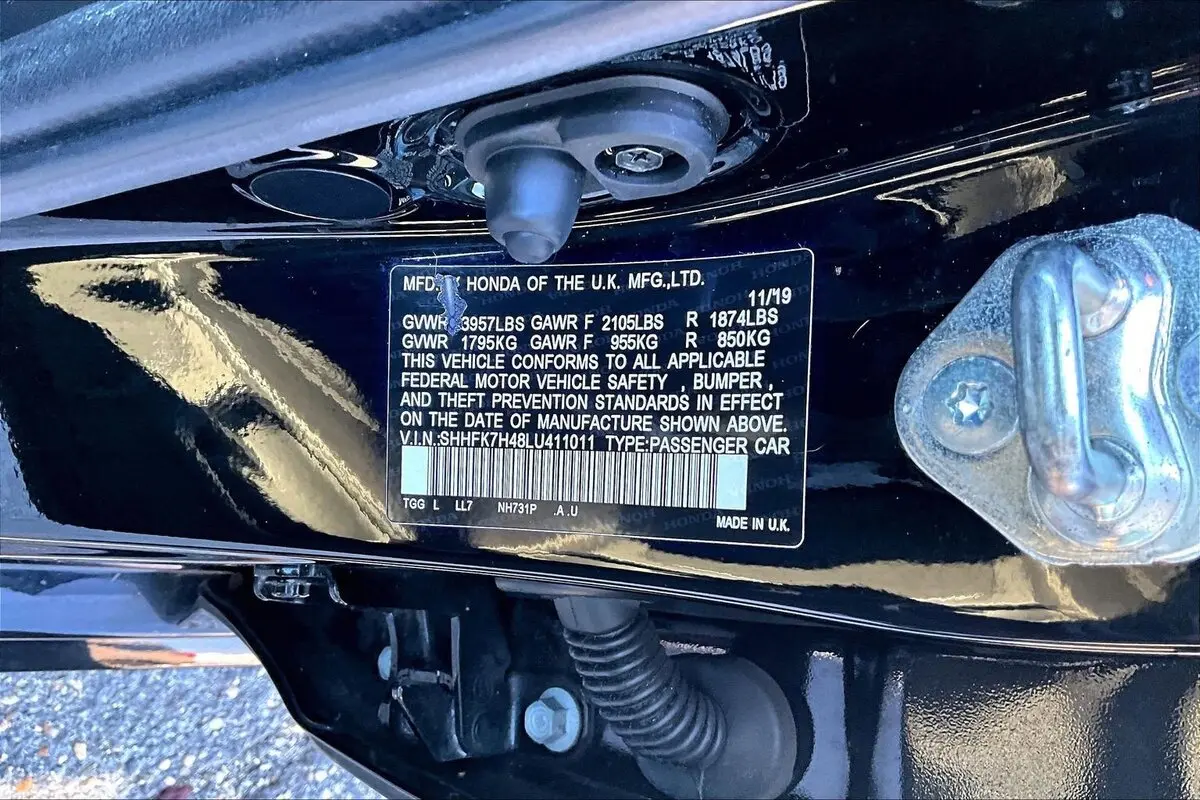 MFD. HONDA OF THE U.K. MFG.,LTD.
11/19
GVWR 3957LBS GAWR F 2105LBS R 1874LBS
GVWR 1795KG GAWR F 955KG R 850KG
THIS VEHICLE CONFORMS TO ALL APPLICABLE
FEDERAL MOTOR VEHICLE SAFETY , BUMPER ,
AND THEFT PREVENTION STANDARDS IN EFFECT
ON THE DATE OF MANUFACTURE SHOWN ABOVE.
V.I.N.:SHHFK7H48LU411011 TYPE:PASSENGER CAR
TGG L LL7 NH731P .A .U
MADE IN U.K.